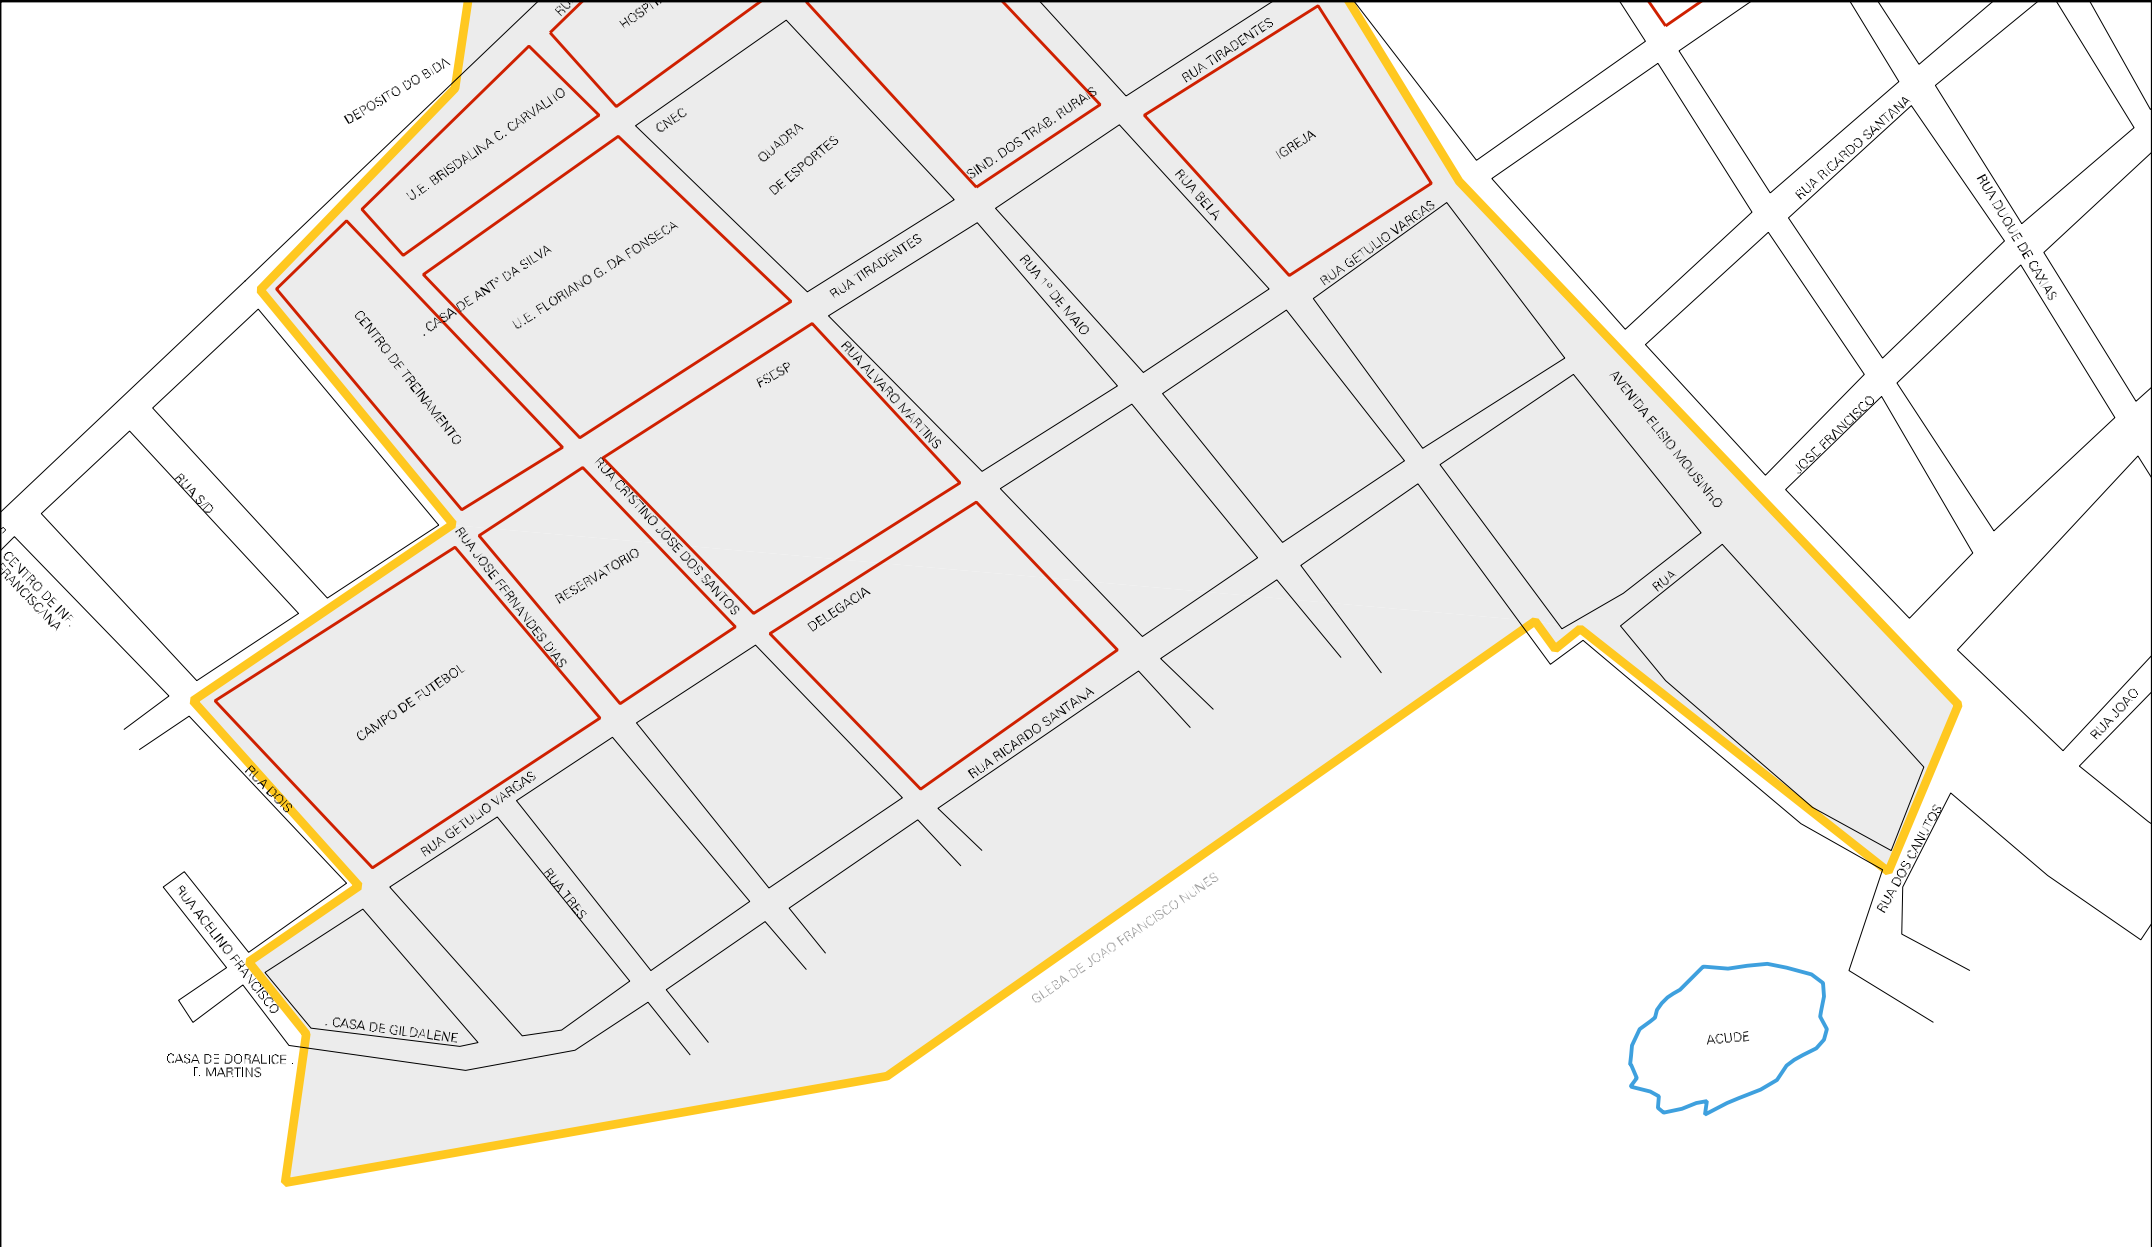 HOSPI
RUA TIRADENTES
DEPOSITO DO BIDA
U.E. BRISDALINA C. CARVALHO
CNEC
QUADRA
DE ESPORTES
SIND. DOS TRAB. RURAIS
IGREJA
RUA RICARDO SANTANA
RUA DUQUE DE CAXIAS
RUA BELA
RUA GETULIO VARGAS
. CASA DE ANTº DA SILVA
U.E. FLORIANO G. DA FONSECA
RUA TIRADENTES
RUA 1º DE MAIO
CENTRO DE TREINAMENTO
FSESP
RUA ALVARO MARTINS
AVENIDA ELISIO MOUSINHO
JOSE FRANCISCO
RUA S/D
CENTRO DE INF.
FRANCISCANA
RUA CRISTINO JOSE DOS SANTOS
RUA JOSE FERNANDES DIAS
RESERVATORIO
DELEGACIA
RUA
CAMPO DE FUTEBOL
RUA RICARDO SANTANA
RUA JOAO
RUA DOIS
RUA GETULIO VARGAS
RUA TRES
RUA DOS CANUTOS
GLEBA DE JOAO FRANCISCO NUNES
RUA ACELINO FRANCISCO
. CASA DE GILDALENE
CASA DE DORALICE .
F. MARTINS
ACUDE